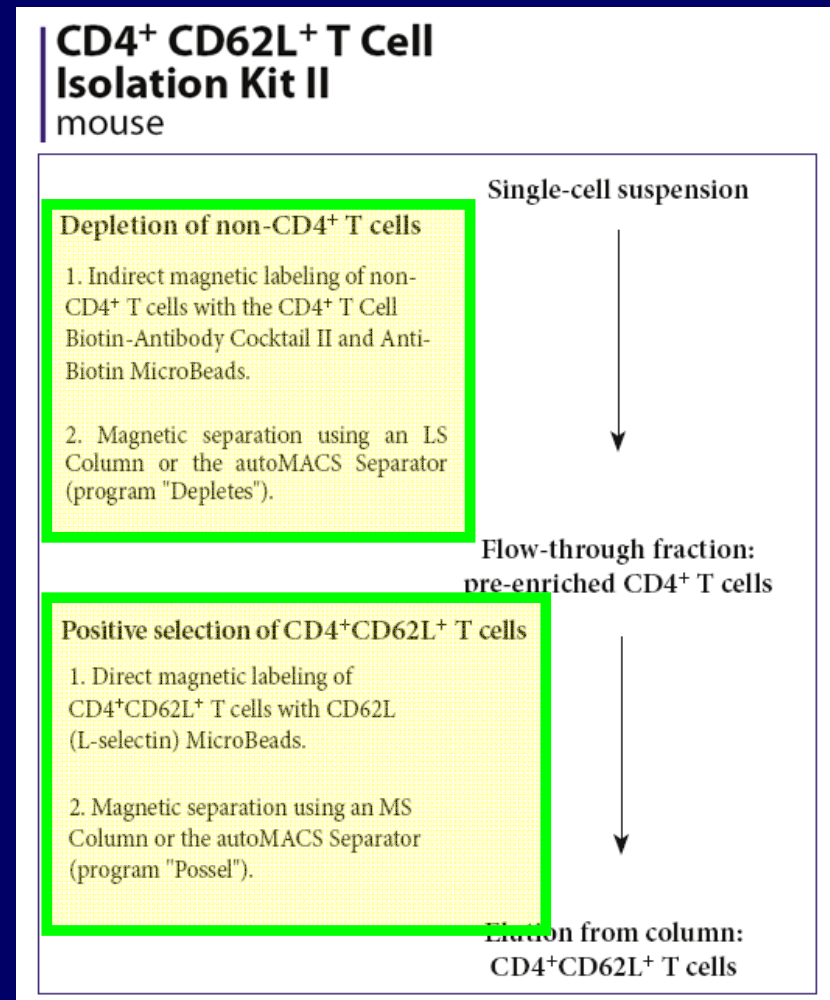 CD4⁺ CD62L⁺ T Cell
Isolation Kit II
mouse
Single-cell suspension
Depletion of non-CD4⁺ T cells
1. Indirect magnetic labeling of non-
CD4⁺ T cells with the CD4⁺ T Cell
Biotin-Antibody Cocktail II and Anti-
Biotin MicroBeads.
2. Magnetic separation using an LS
Column or the autoMACS Separator
(program "Depletes").
Flow-through fraction:
pre-enriched CD4⁺ T cells
Positive selection of CD4⁺CD62L⁺ T cells
1. Direct magnetic labeling of
CD4⁺CD62L⁺ T cells with CD62L
(L-selectin) MicroBeads.
2. Magnetic separation using an MS
Column or the autoMACS Separator
(program "Possel").
Elution from column:
CD4⁺CD62L⁺ T cells